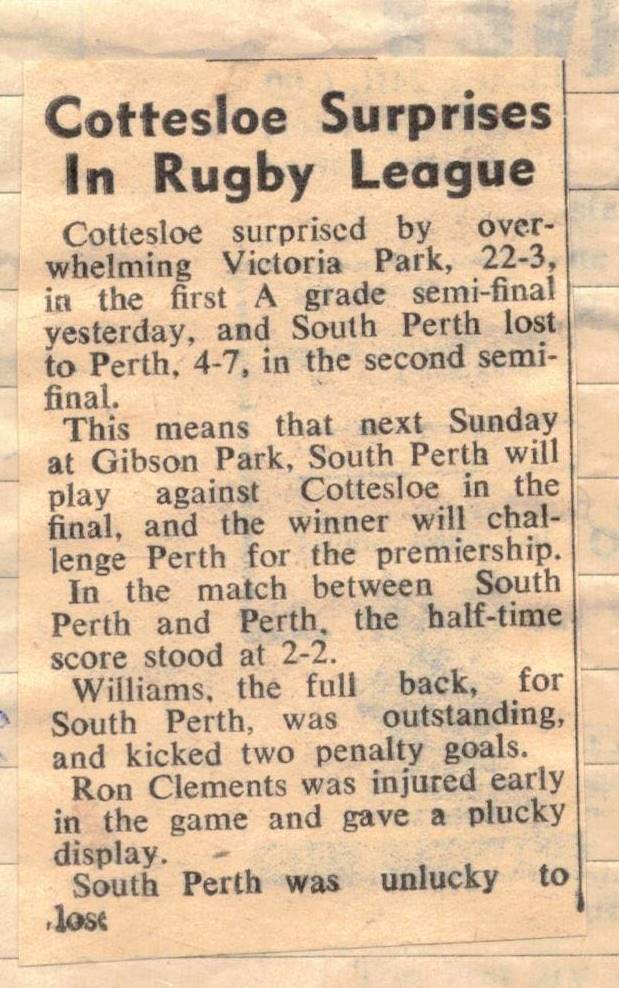 Cottesloe Surprises
In Rugby League
Cottesloe surprised by over-
whelming Victoria Park, 22-3,
in the first A grade semi-final
yesterday, and South Perth lost
to Perth, 4-7, in the second semi-
final.
This means that next Sunday
at Gibson Park, South Perth will
play against Cottesloe in the
final, and the winner will chal-
lenge Perth for the premiership.
In the match between South
Perth and Perth, the half-time
score stood at 2-2.
Williams, the full back, for
South Perth, was outstanding,
and kicked two penalty goals.
Ron Clements was injured early
in the game and gave a plucky
display.
South Perth was unlucky to
lose